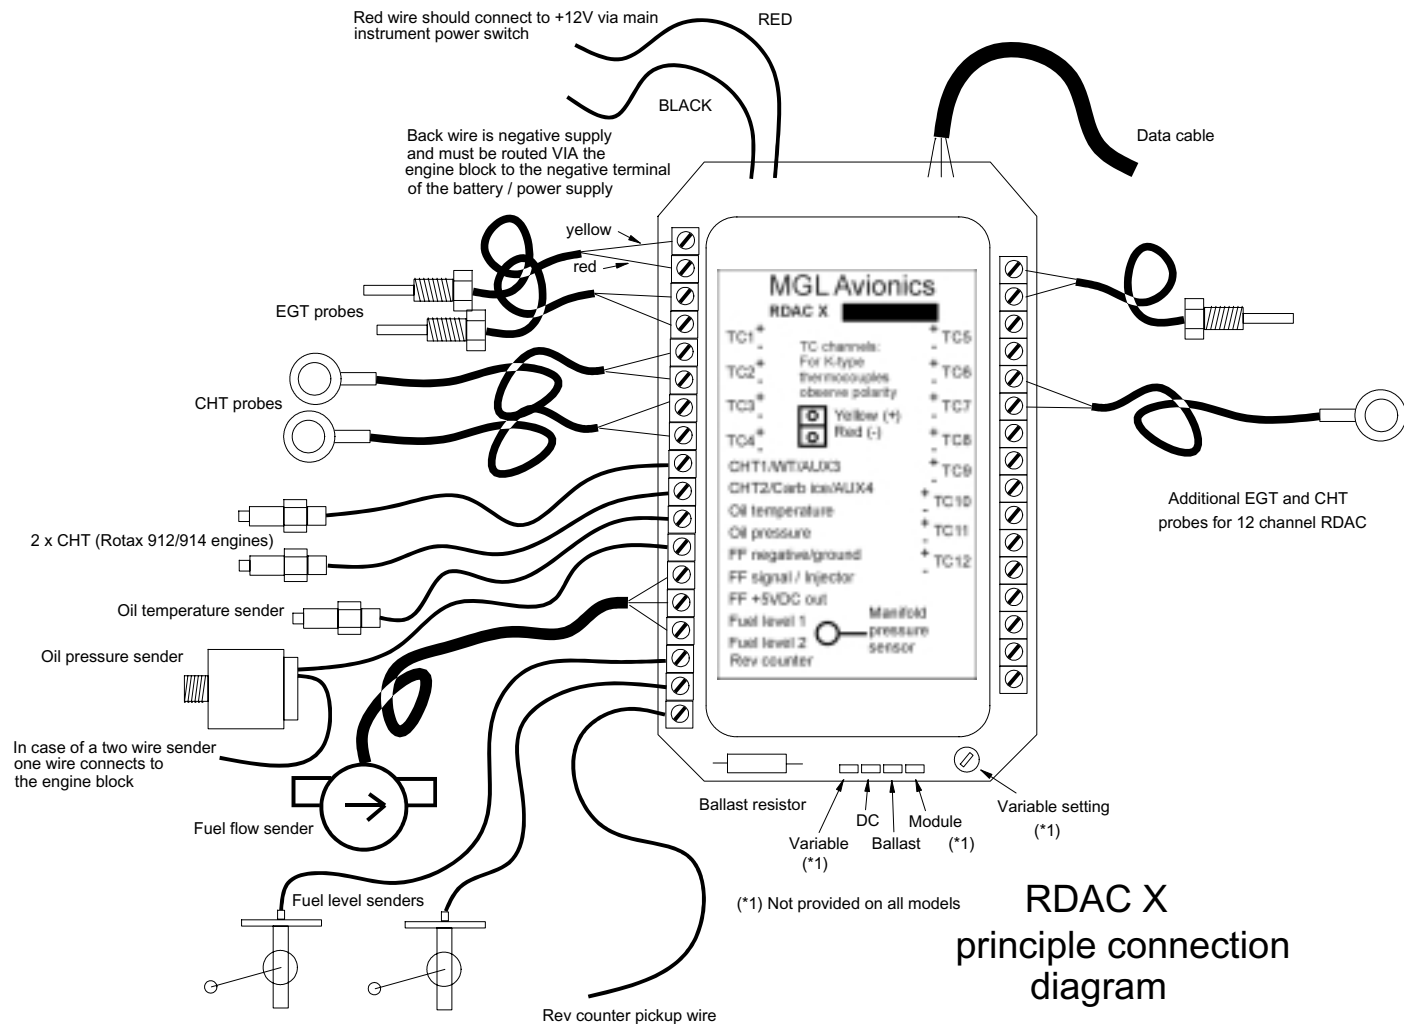 Red wire should connect to +12V via main
instrument power switch
RED
BLACK
Data cable
Back wire is negative supply
and must be routed VIA the
engine block to the negative terminal
of the battery / power supply
yellow
red
EGT probes
CHT probes
2 x CHT (Rotax 912/914 engines)
Oil temperature sender
Oil pressure sender
In case of a two wire sender
one wire connects to
the engine block
Fuel flow sender
Fuel level senders
Rev counter pickup wire
MGL Avionics
RDAC X
TC1 + -
TC2 + -
TC3 + -
TC4 + -
TC channels:
For K-type
thermocouples
observe polarity
Yellow (+)
Red (-)
+ - TC5
+ - TC6
+ - TC7
+ - TC8
+ - TC9
+ - TC10
+ - TC11
+ - TC12
CHT1/WT/AUX3
CHT2/Carb ice/AUX4
Oil temperature
Oil pressure
FF negative/ground
FF signal / Injector
FF +5VDC out
Fuel level 1
Fuel level 2
Rev counter
Manifold
pressure
sensor
Additional EGT and CHT
probes for 12 channel RDAC
Ballast resistor
Variable
(*1)
DC
Ballast
Module
(*1)
Variable setting
(*1)
(*1) Not provided on all models
RDAC X
principle connection
diagram